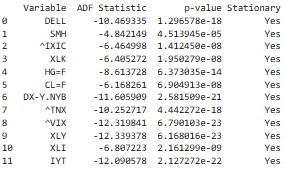 Variable ADF Statistic p-value Stationary
0 DELL -10.469335 1.296578e-18 Yes
1 SMH -4.842149 4.513945e-05 Yes
2 ^IXIC -6.464998 1.412450e-08 Yes
3 XLK -6.405272 1.950279e-08 Yes
4 HG=F -8.613728 6.373035e-14 Yes
5 CL=F -6.168261 6.904913e-08 Yes
6 DX-Y.NYB -11.605909 2.581509e-21 Yes
7 ^TNX -10.252717 4.442272e-18 Yes
8 ^VIX -12.319841 6.790103e-23 Yes
9 XLY -12.339378 6.168016e-23 Yes
10 XLI -6.807223 2.161299e-09 Yes
11 IYT -12.090578 2.127272e-22 Yes